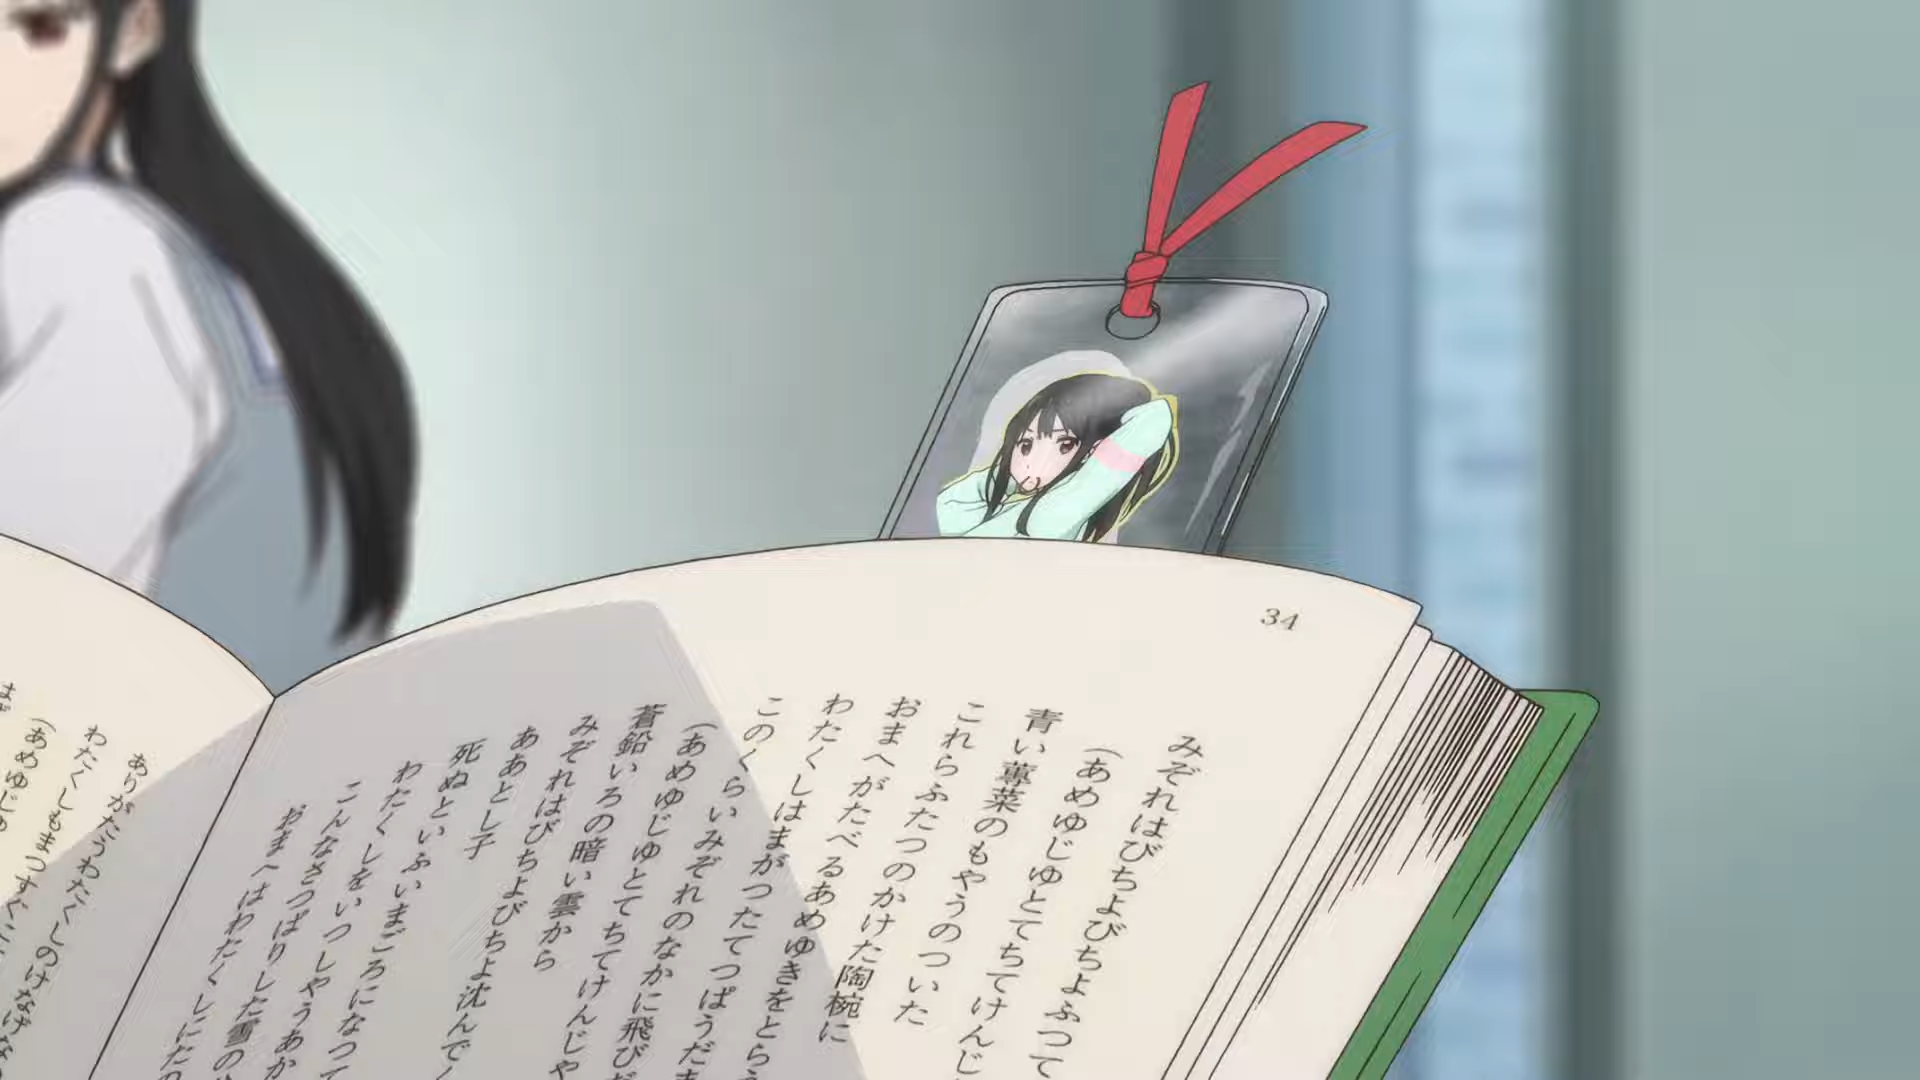 34
みぞれはびちよびちよふつて
（あめゆじゆとてちてけんじ
青い蓴菜のもやうのついた
これらふたつのかけた陶椀に
おまへがたべるあめゆきをとらう
わたくしはまがつたてつぱうだま
このくらいみぞれのなかに飛びだ
（あめゆじゆとてちてけんじや
蒼鉛いろの暗い雲から
みぞれはびちよびちよ沈んでく
ああとし子
死ぬといふいまごろになつて
わたくしをいつしやうあか
こんなさつぱりした雪の
おまへはわたくしにたの
ありがたうわたくしのけなげな
わたくしもまつすぐに
（あめゆじゆ